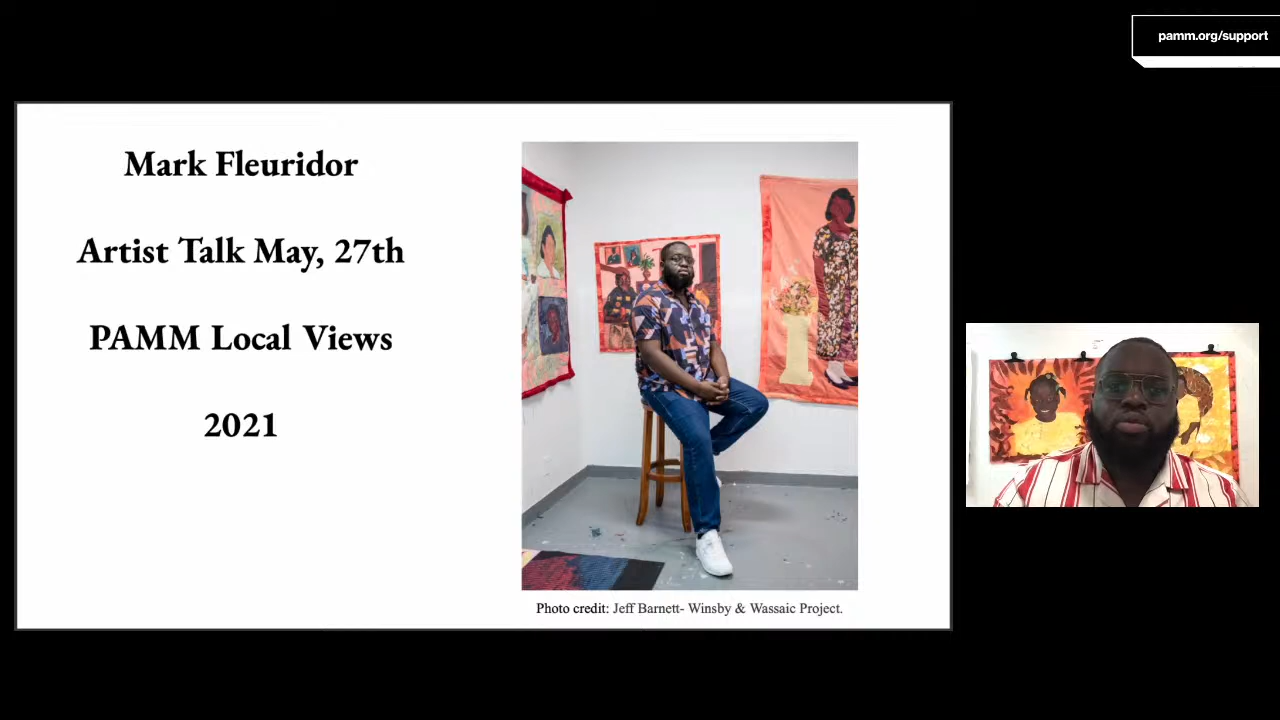 pamm.org/support
Mark Fleuridor
Artist Talk May, 27th
PAMM Local Views
2021
Photo credit: Jeff Barnett- Winsby & Wassaic Project.